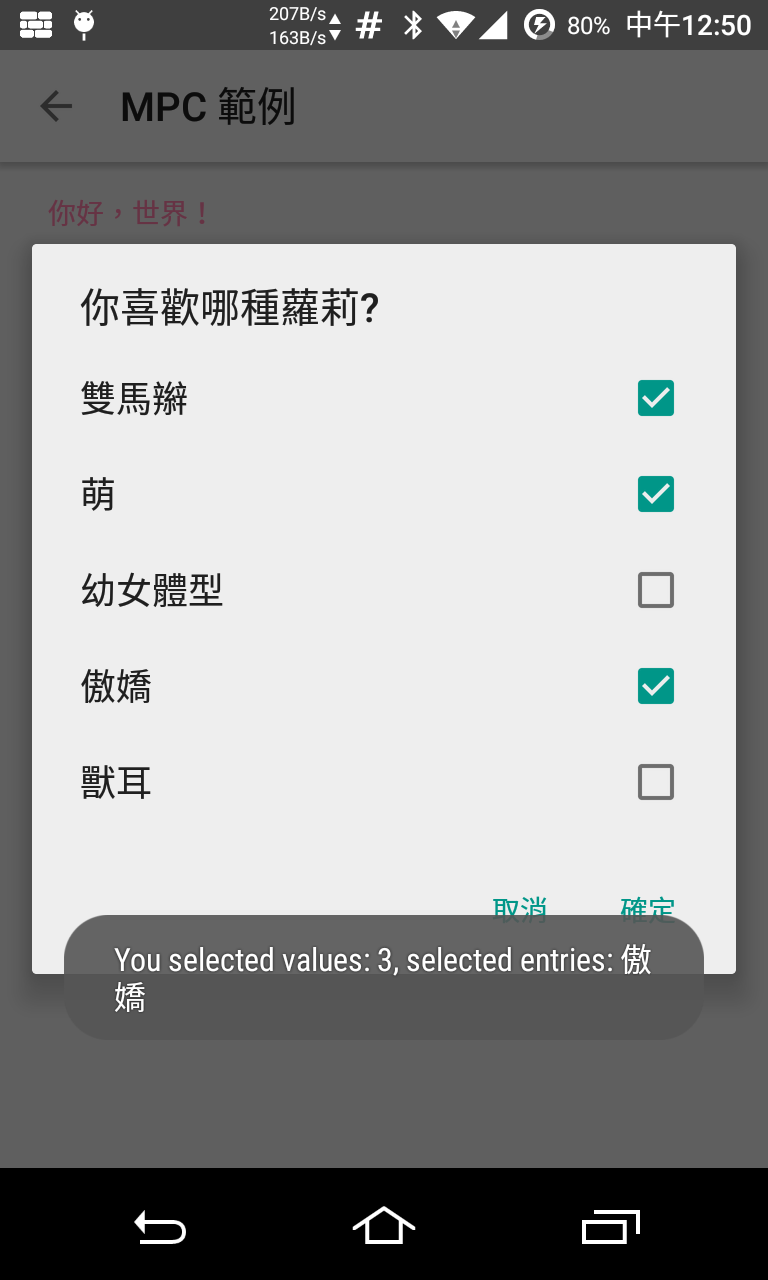 207B/s
163B/s
80%
中午12:50
MPC 範例
你好，世界！
你喜歡哪種蘿莉?
雙馬辮
萌
幼女體型
傲嬌
獸耳
取消 確定
You selected values: 3, selected entries: 傲
嬌